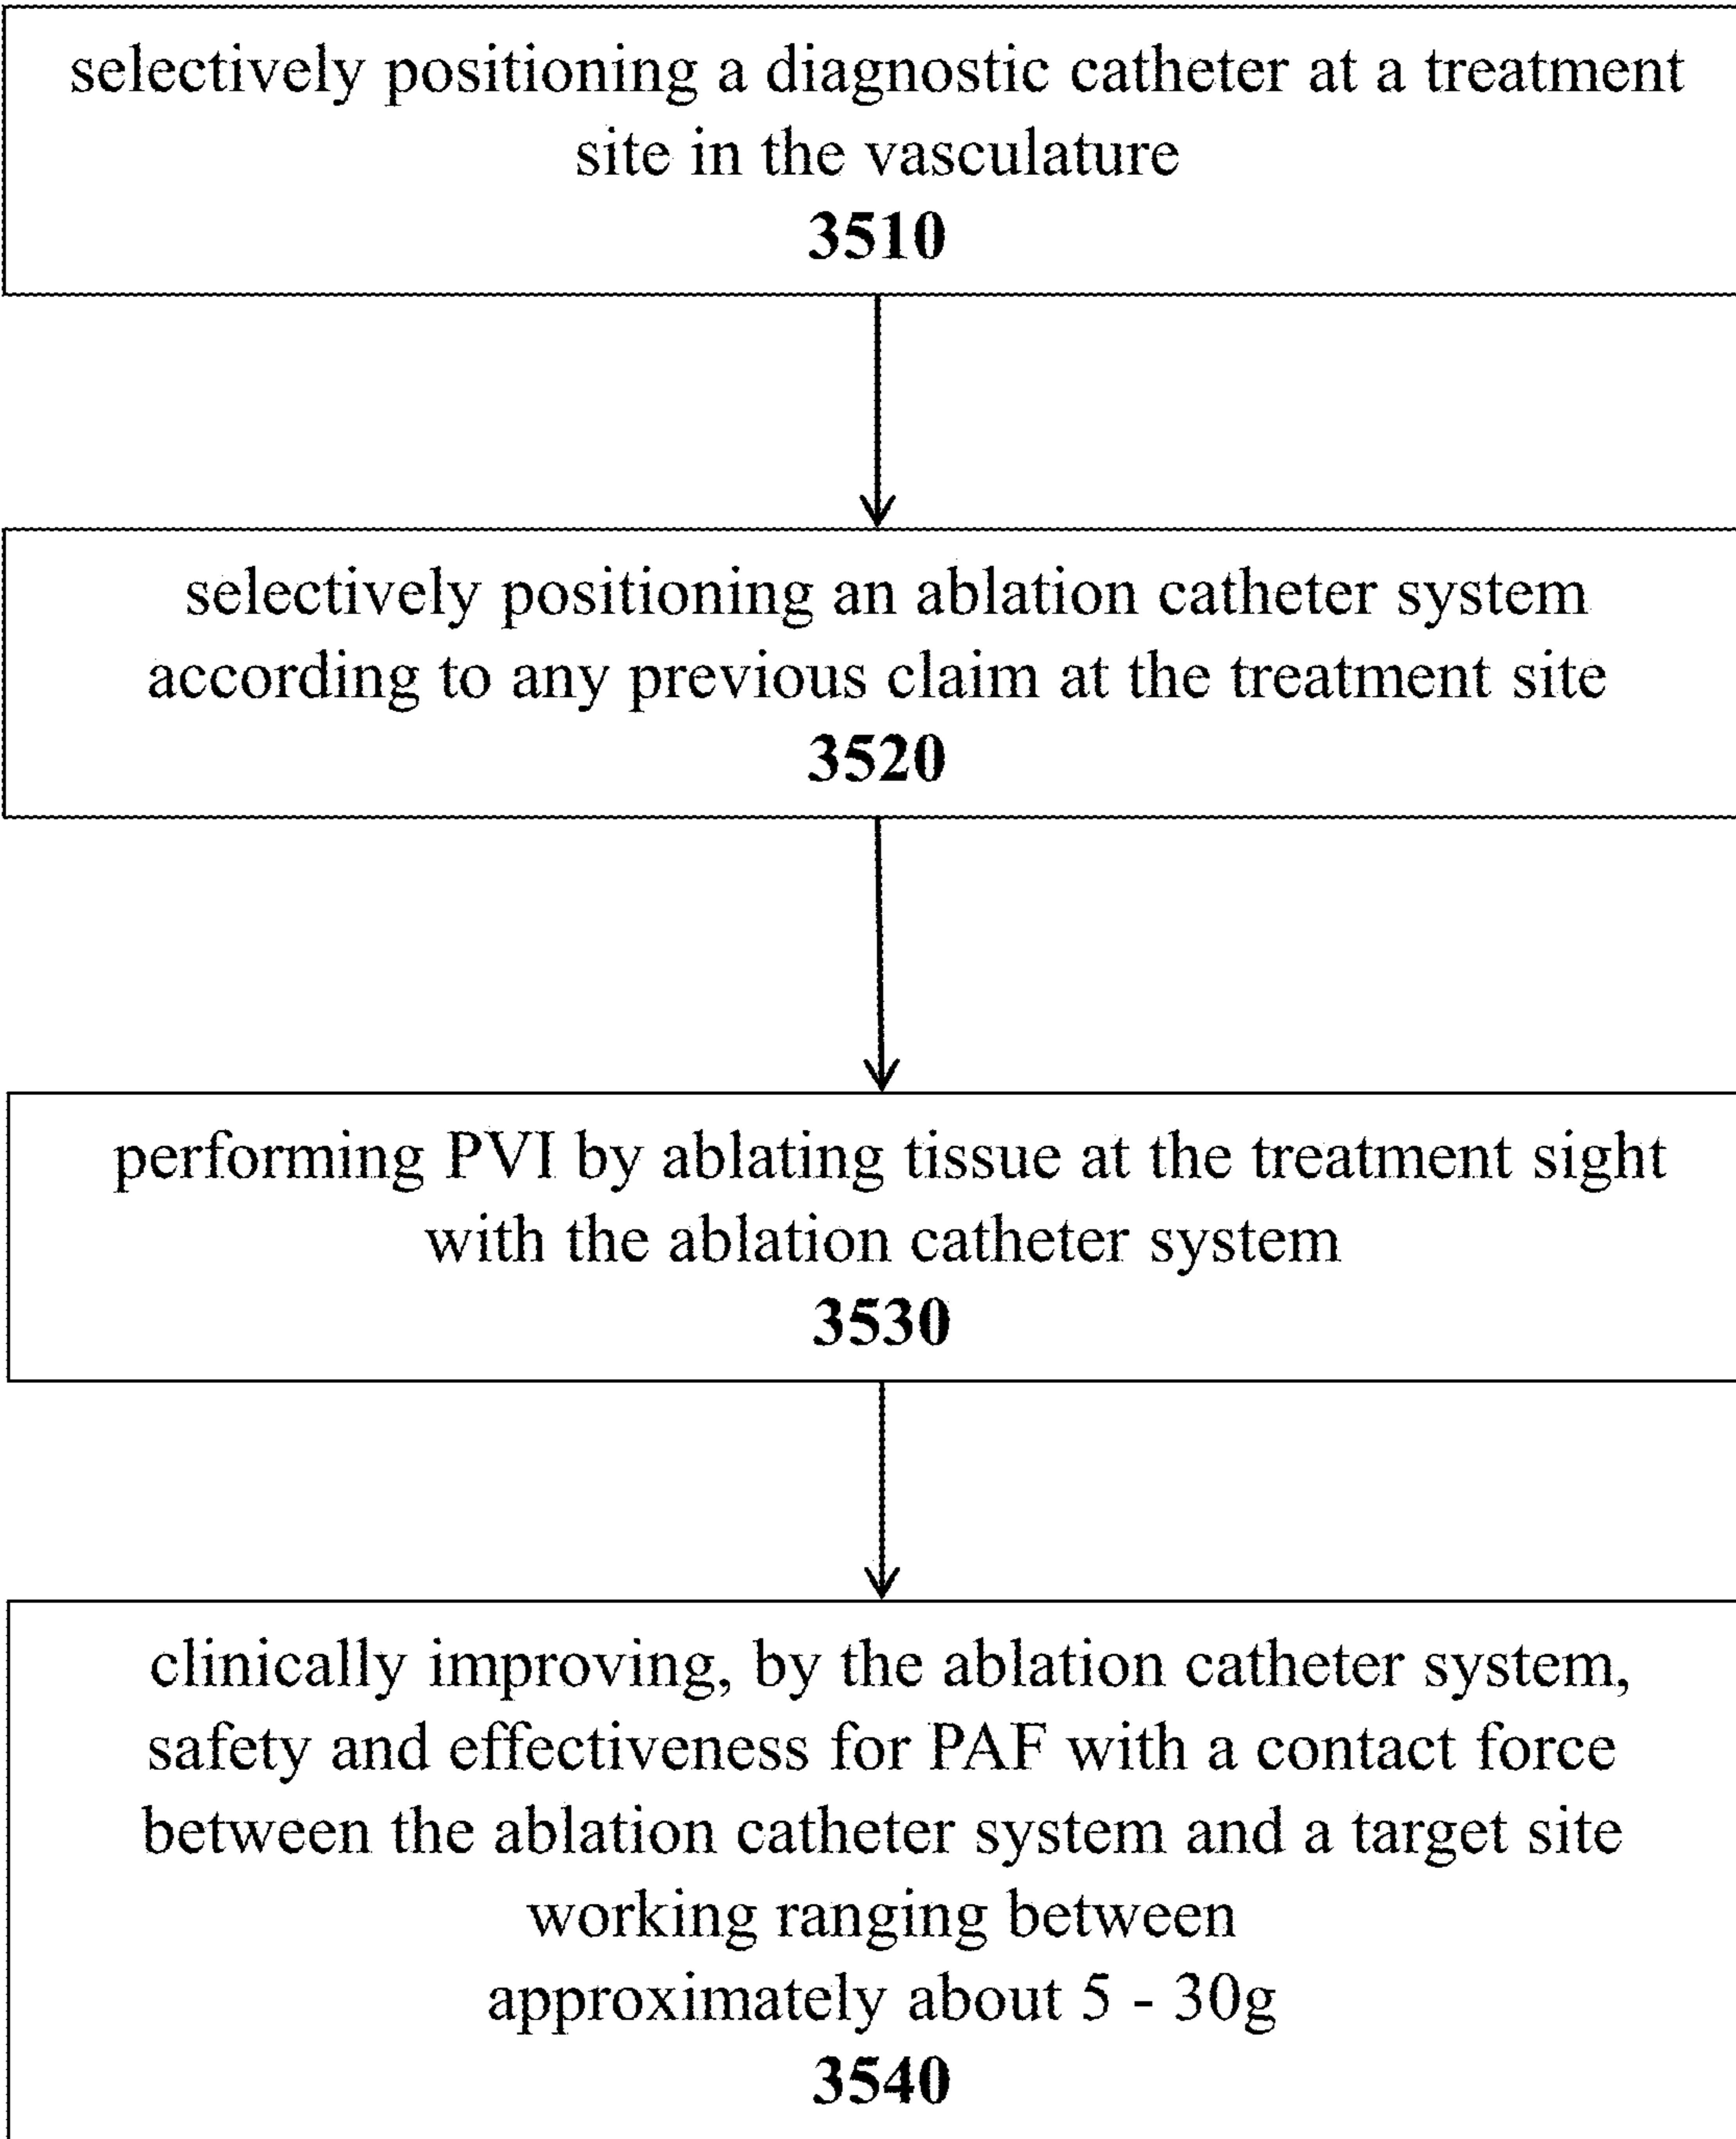 selectively positioning a diagnostic catheter at a treatment
site in the vasculature
3510
selectively positioning an ablation catheter system
according to any previous claim at the treatment site
3520
performing PVI by ablating tissue at the treatment sight
with the ablation catheter system
3530
clinically improving, by the ablation catheter system,
safety and effectiveness for PAF with a contact force
between the ablation catheter system and a target site
working ranging between
approximately about 5 - 30g
3540